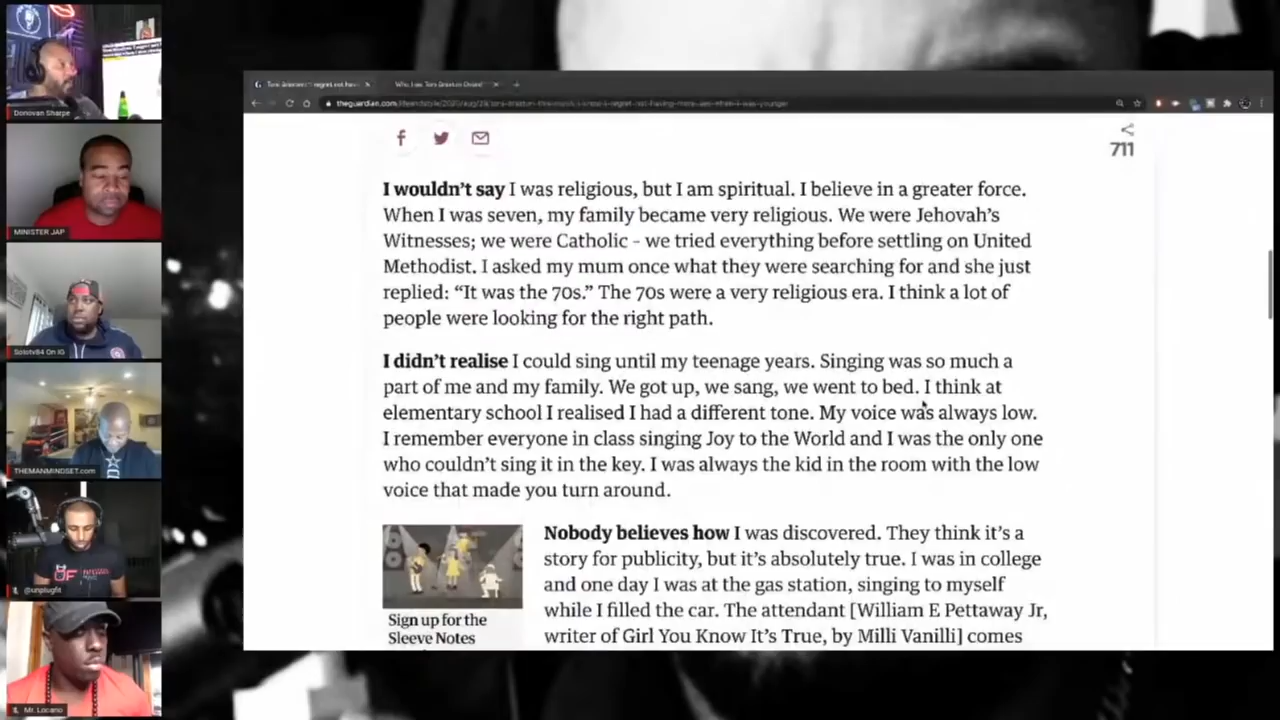 Donovan Sharpe
MINISTER JAP
Solotv84 On IG
THEMANMINDSET.com
@unplugfit
Mr. Locario
theguardian.com
711
I wouldn't say I was religious, but I am spiritual. I believe in a greater force.
When I was seven, my family became very religious. We were Jehovah's
Witnesses; we were Catholic - we tried everything before settling on United
Methodist. I asked my mum once what they were searching for and she just
replied: “It was the 70s.” The 70s were a very religious era. I think a lot of
people were looking for the right path.
I didn't realise I could sing until my teenage years. Singing was so much a
part of me and my family. We got up, we sang, we went to bed. I think at
elementary school I realised I had a different tone. My voice was always low.
I remember everyone in class singing Joy to the World and I was the only one
who couldn't sing it in the key. I was always the kid in the room with the low
voice that made you turn around.
Sign up for the
Sleeve Notes
Nobody believes how I was discovered. They think it's a
story for publicity, but it's absolutely true. I was in college
and one day I was at the gas station, singing to myself
while I filled the car. The attendant [William E Pettaway Jr,
writer of Girl You Know It's True, by Milli Vanilli] comes